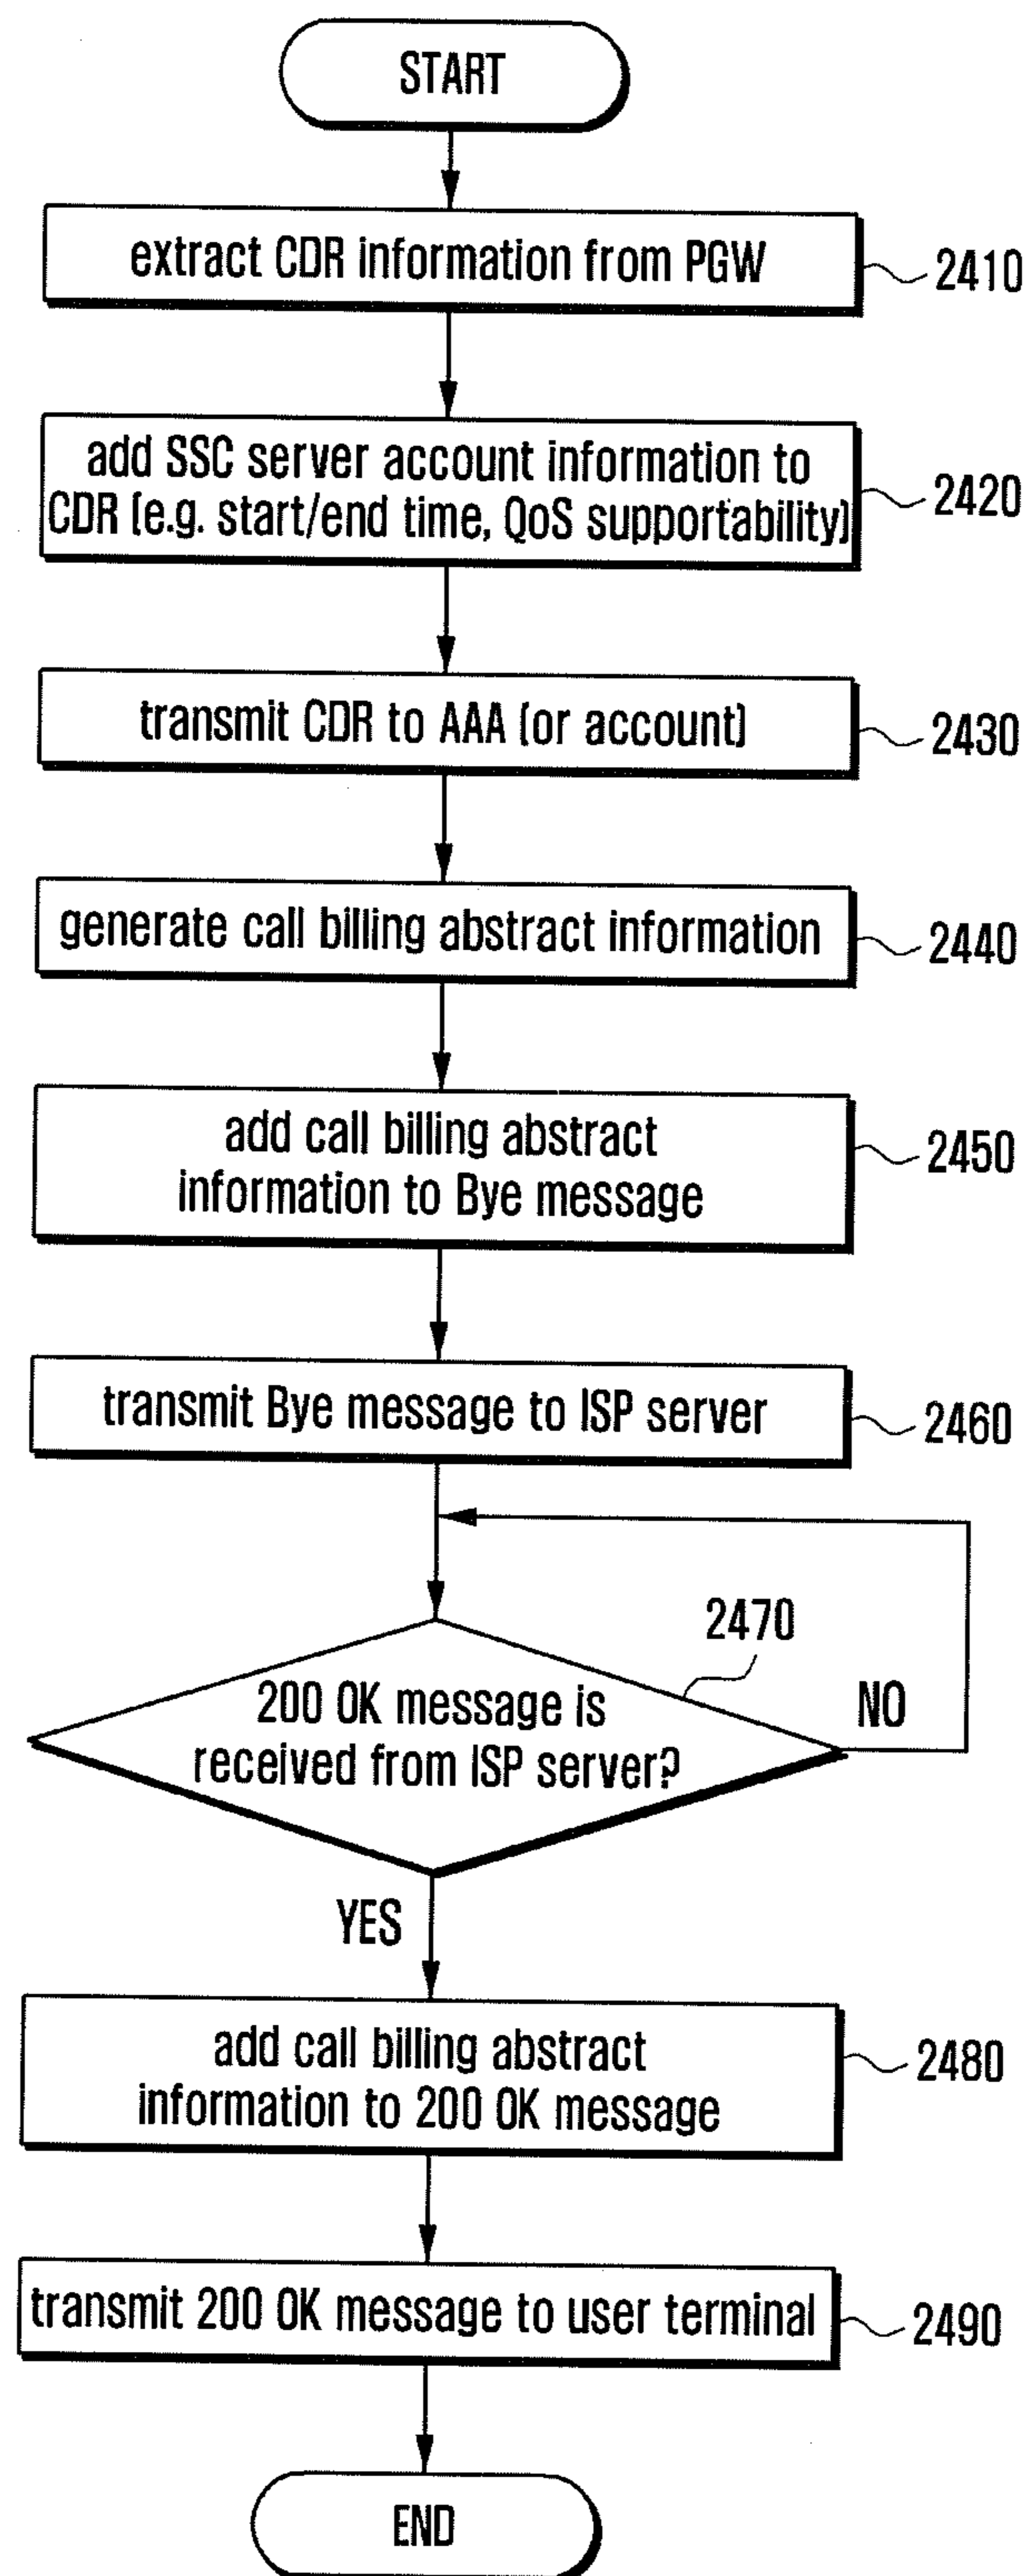 START
extract CDR information from PGW
2410
add SSC server account information to
CDR (e.g. start/end time, QoS supportability)
2420
transmit CDR to AAA (or account)
2430
generate call billing abstract information
2440
add call billing abstract
information to Bye message
2450
transmit Bye message to ISP server
2460
2470
200 OK message is
received from ISP server?
NO
YES
add call billing abstract
information to 200 OK message
2480
transmit 200 OK message to user terminal
2490
END